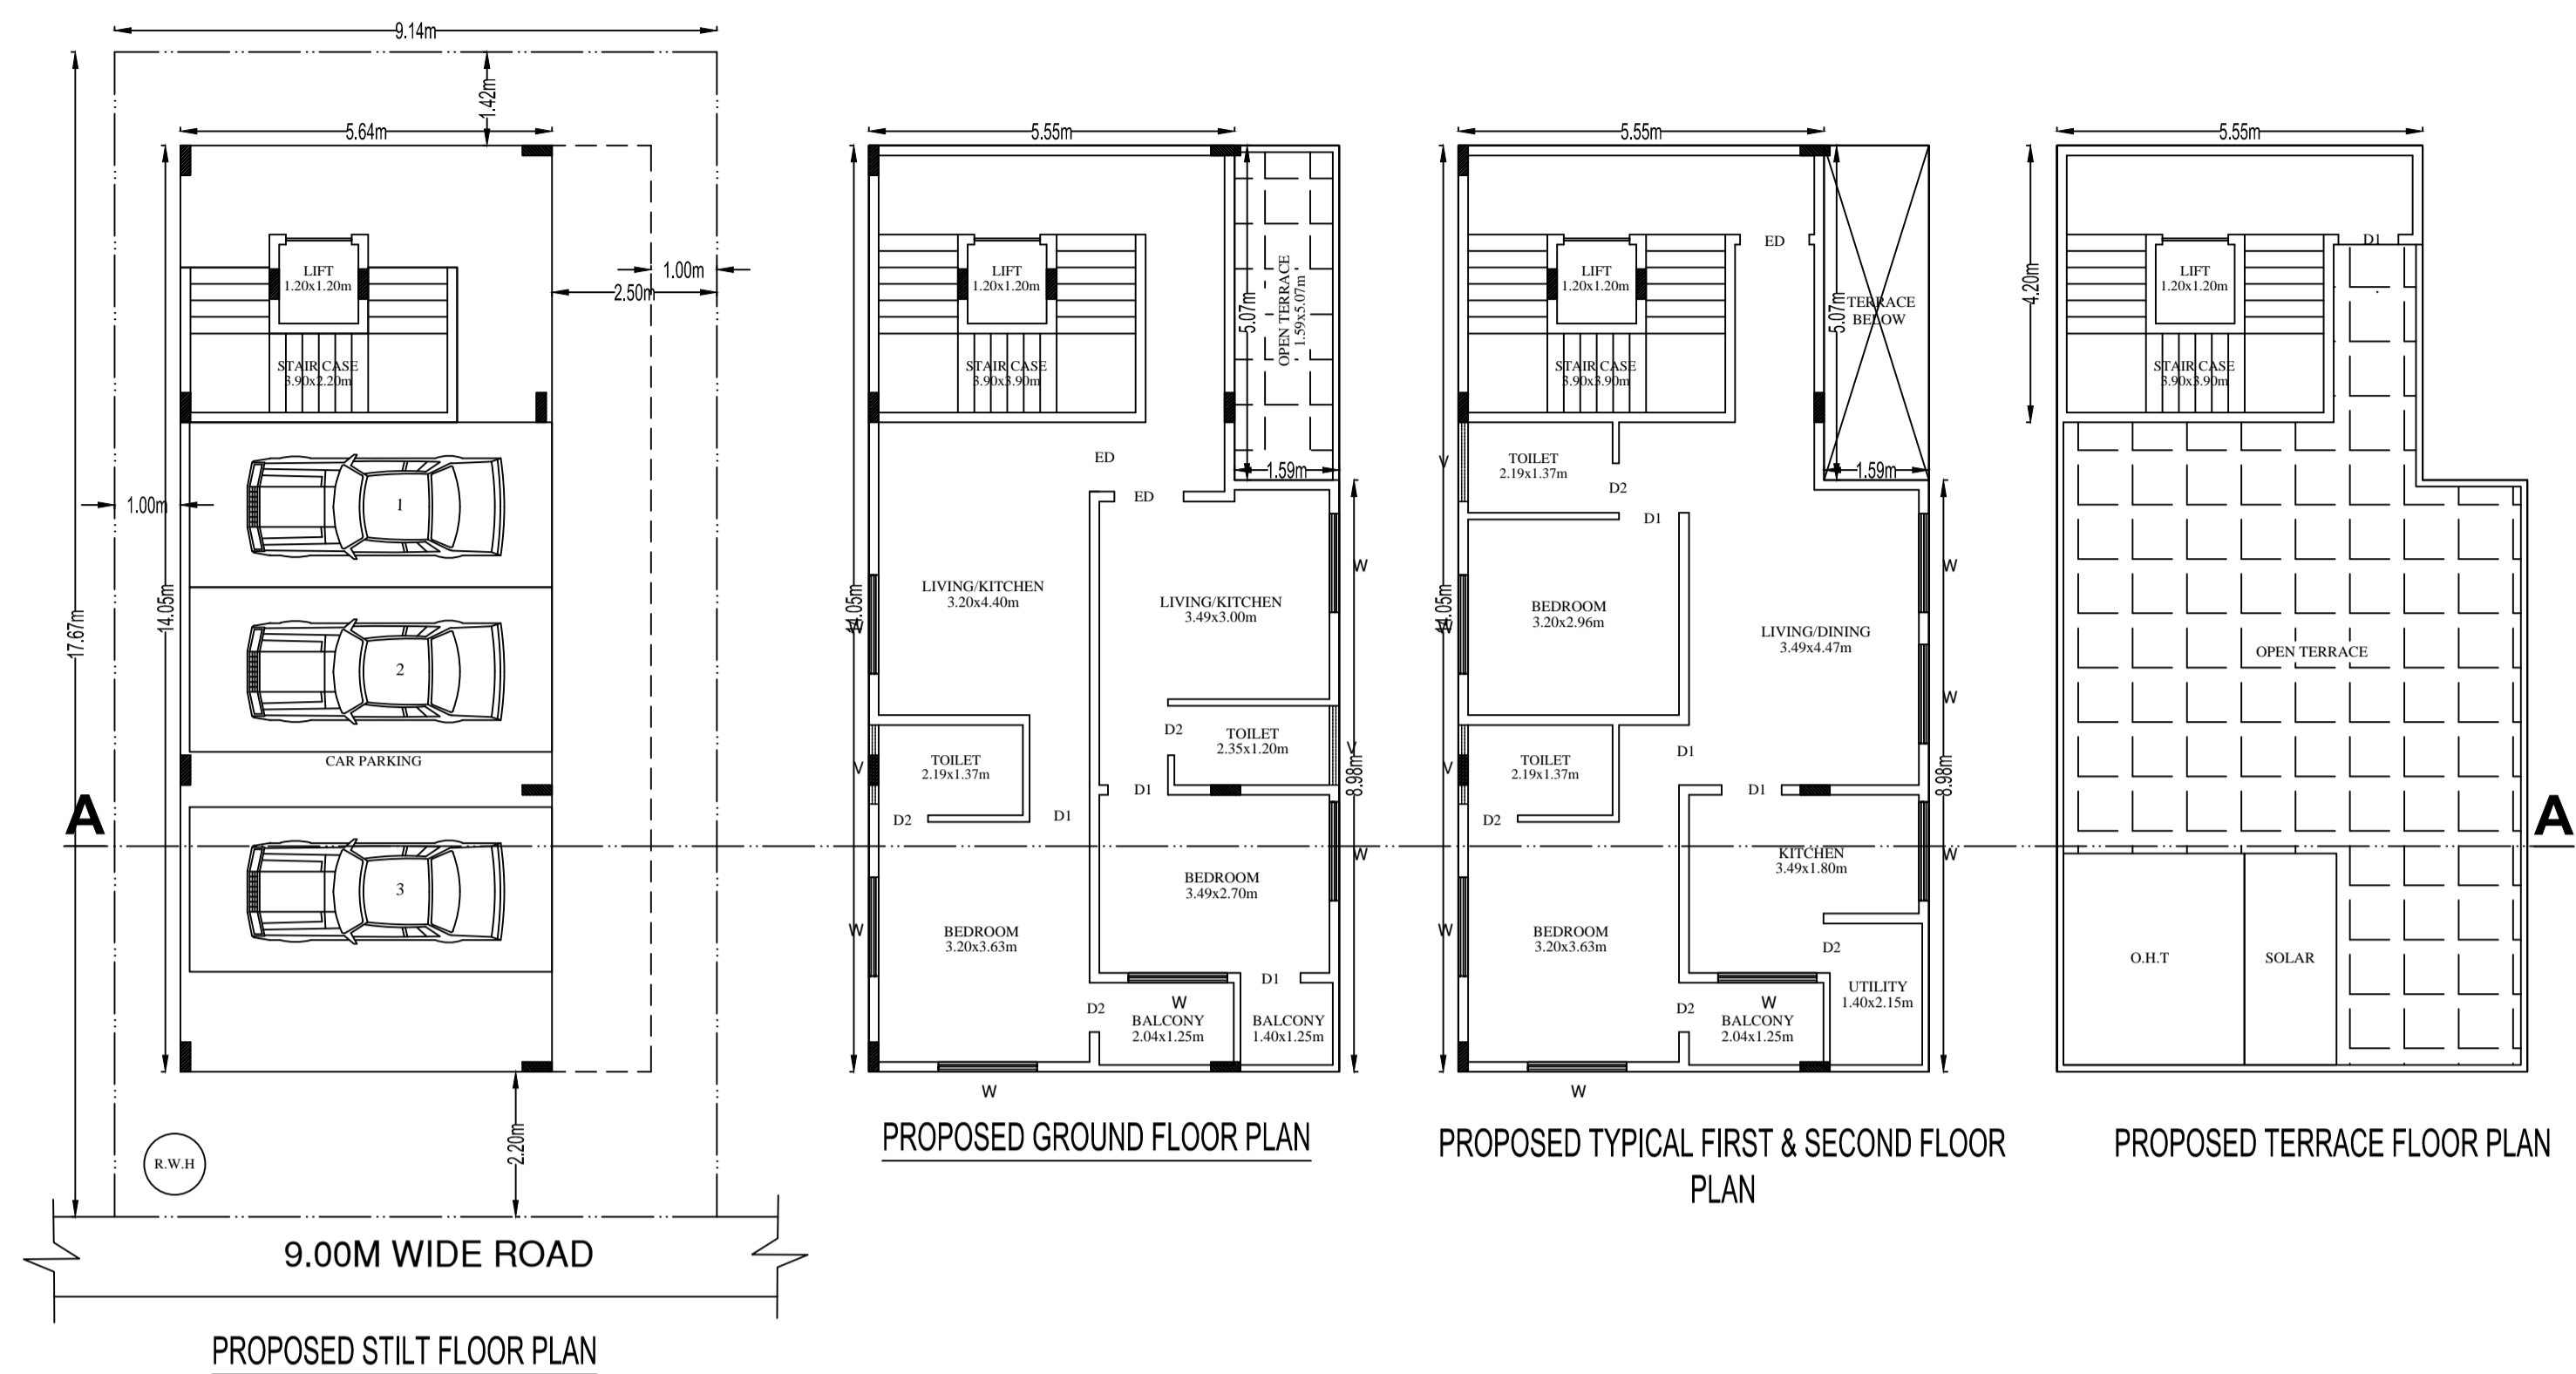 9.14m
1.42m
5.64m
17.67m
14.05m
LIFT
1.20x1.20m
1.00m
2.50m
STAIR CASE
3.90x2.20m
1.00m
1
2
CAR PARKING
3
A
2.20m
R.W.H
9.00M WIDE ROAD
PROPOSED STILT FLOOR PLAN
5.55m
14.05m
LIFT
1.20x1.20m
STAIR CASE
3.90x3.90m
5.07m
OPEN TERRACE
1.59x5.07m
1.59m
ED
ED
W
W
LIVING/KITCHEN
3.20x4.40m
LIVING/KITCHEN
3.49x3.00m
D2
TOILET
2.35x1.20m
V
8.98m
TOILET
2.19x1.37m
V
D1
D2
D1
W
BEDROOM
3.49x2.70m
W
BEDROOM
3.20x3.63m
D1
D2
W
BALCONY
2.04x1.25m
BALCONY
1.40x1.25m
W
PROPOSED GROUND FLOOR PLAN
5.55m
14.05m
ED
LIFT
1.20x1.20m
STAIR CASE
3.90x3.90m
5.07m
TERRACE
BELOW
1.59m
V
TOILET
2.19x1.37m
D2
D1
W
W
BEDROOM
3.20x2.96m
LIVING/DINING
3.49x4.47m
W
D1
TOILET
2.19x1.37m
V
D1
8.98m
D2
KITCHEN
3.49x1.80m
W
W
BEDROOM
3.20x3.63m
D2
UTILITY
1.40x2.15m
D2
W
BALCONY
2.04x1.25m
W
PROPOSED TYPICAL FIRST & SECOND FLOOR
PLAN
5.55m
4.20m
D1
LIFT
1.20x1.20m
STAIR CASE
3.90x3.90m
OPEN TERRACE
A
O.H.T
SOLAR
PROPOSED TERRACE FLOOR PLAN